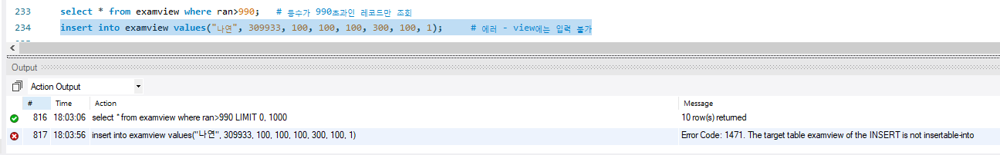 233 select * from examview where ran>990; # 등수가 990초과인 레코드만 조회
234 insert into examview values("나연", 309933, 100, 100, 100, 300, 100, 1); # 에러 - view에는 입력 불가
Output
Action Output
# Time Action Message
816 18:03:06 select * from examview where ran>990 LIMIT 0, 1000 10 row(s) returned
817 18:03:56 insert into examview values("나연", 309933, 100, 100, 100, 300, 100, 1) Error Code: 1471. The target table examview of the INSERT is not insertable-into